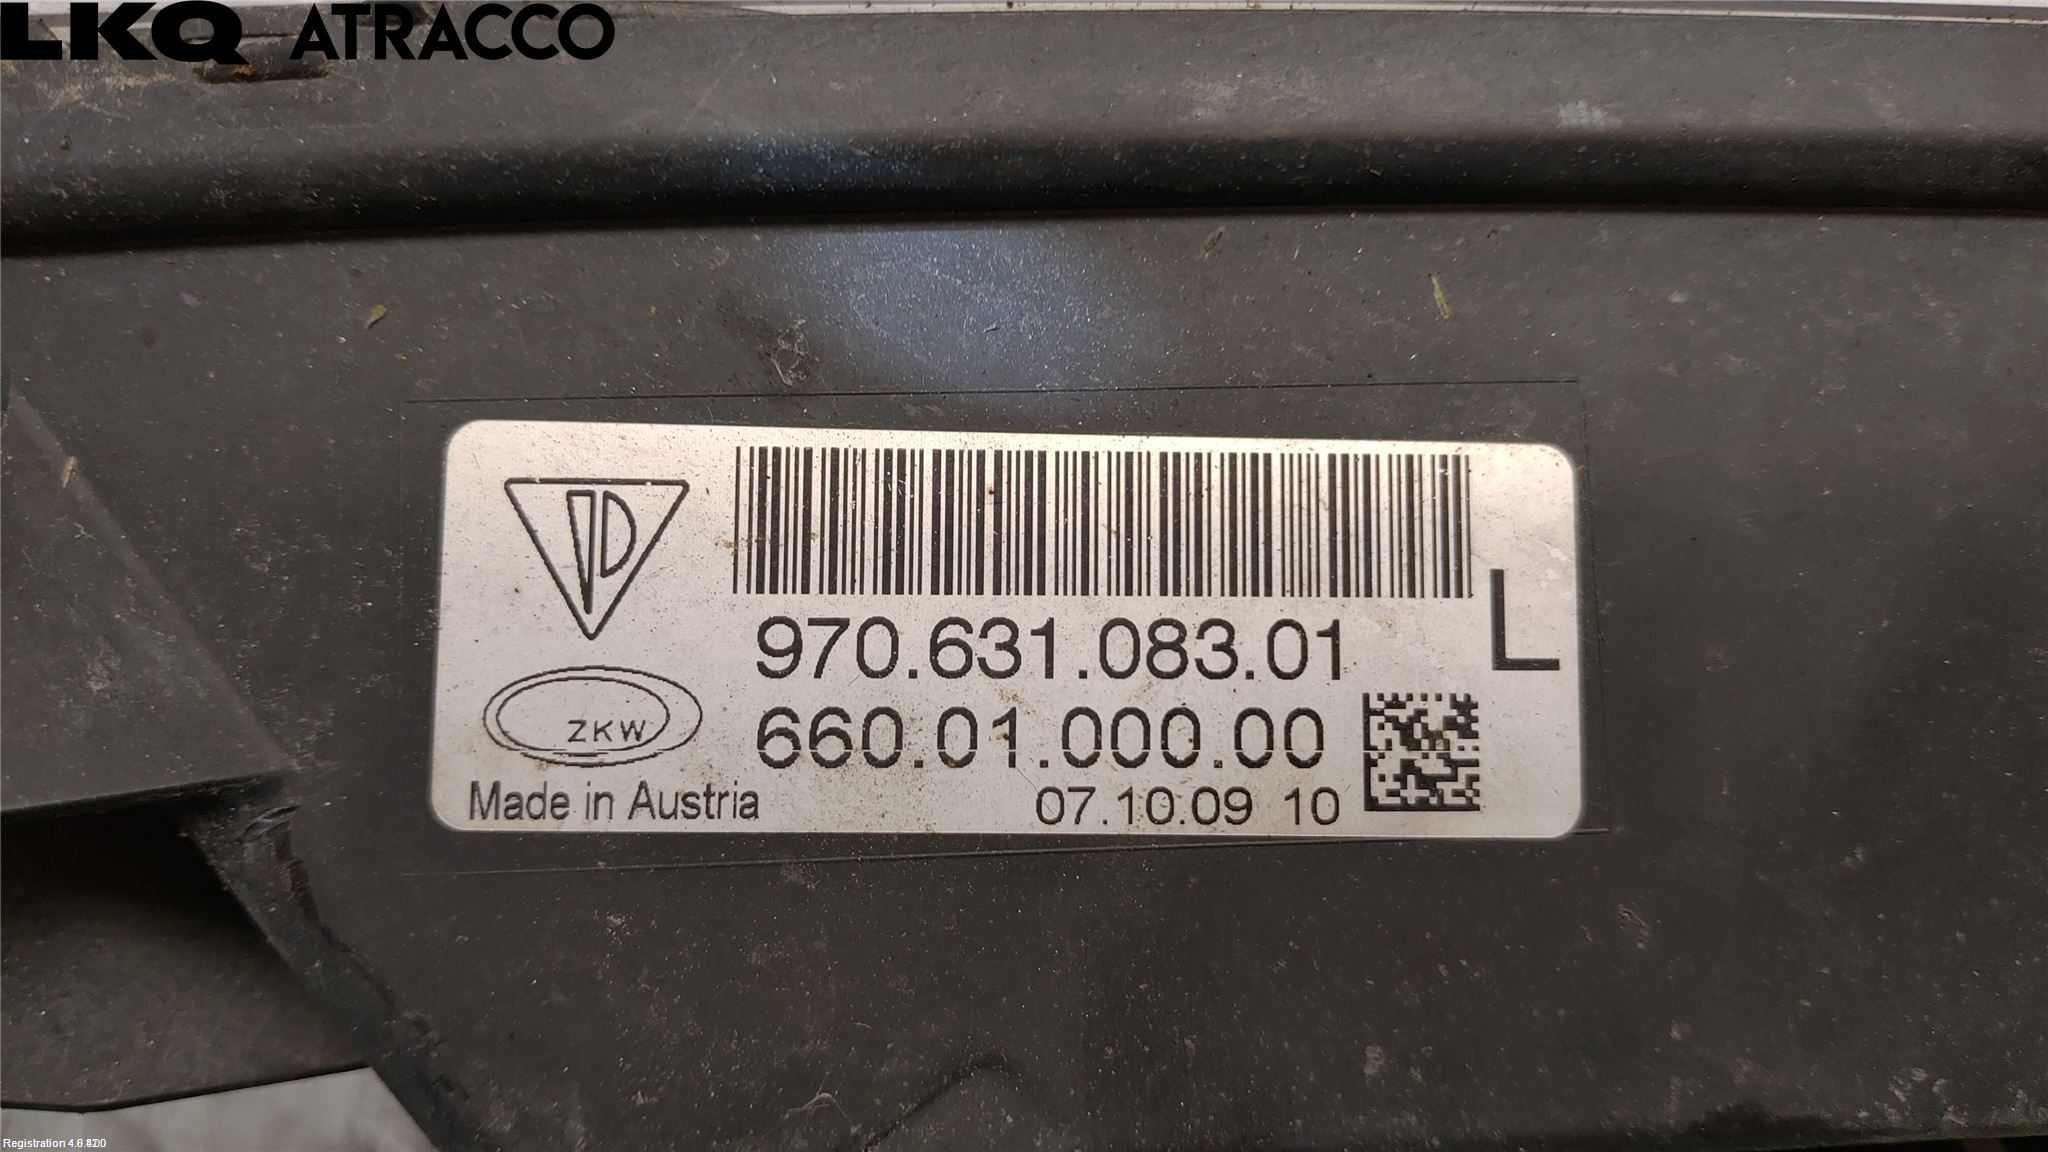 LKQ ATRACCO
970.631.083.01
L
660.01.000.00
ZKW
Made in Austria
07.10.09 10